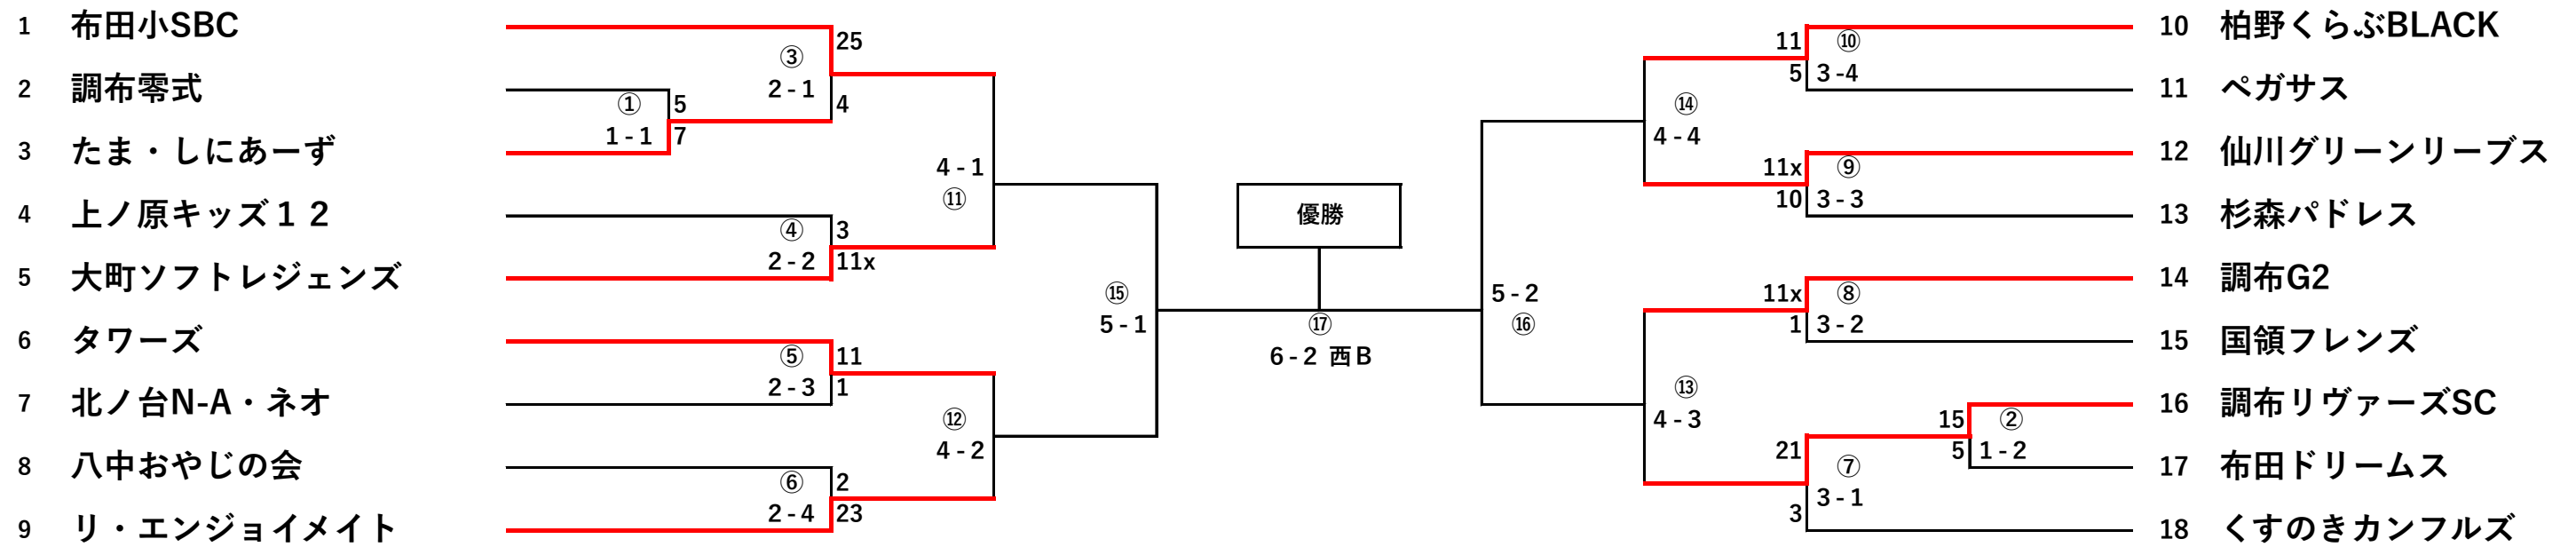 1 布田小SBC
2 調布零式
3 たま・しにあーず
4 上ノ原キッズ１２
5 大町ソフトレジェンズ
6 タワーズ
7 北ノ台N-A・ネオ
8 八中おやじの会
9 リ・エンジョイメイト
① 1-1
5
7
③ 2-1
25
4
④ 2-2
3
11x
⑤ 2-3
11
1
⑥ 2-4
2
23
4-1
⑪
⑫
4-2
⑮
5-1
優勝
⑰
6-2 西B
5-2
⑯
⑭
4-4
⑬
4-3
11
5
⑩
3-4
11x
10
⑨
3-3
11x
1
⑧
3-2
21
3
⑦
3-1
15
5
②
1-2
10 柏野くらぶBLACK
11 ペガサス
12 仙川グリーンリーブス
13 杉森パドレス
14 調布G2
15 国領フレンズ
16 調布リヴァーズSC
17 布田ドリームス
18 くすのきカンフルズ